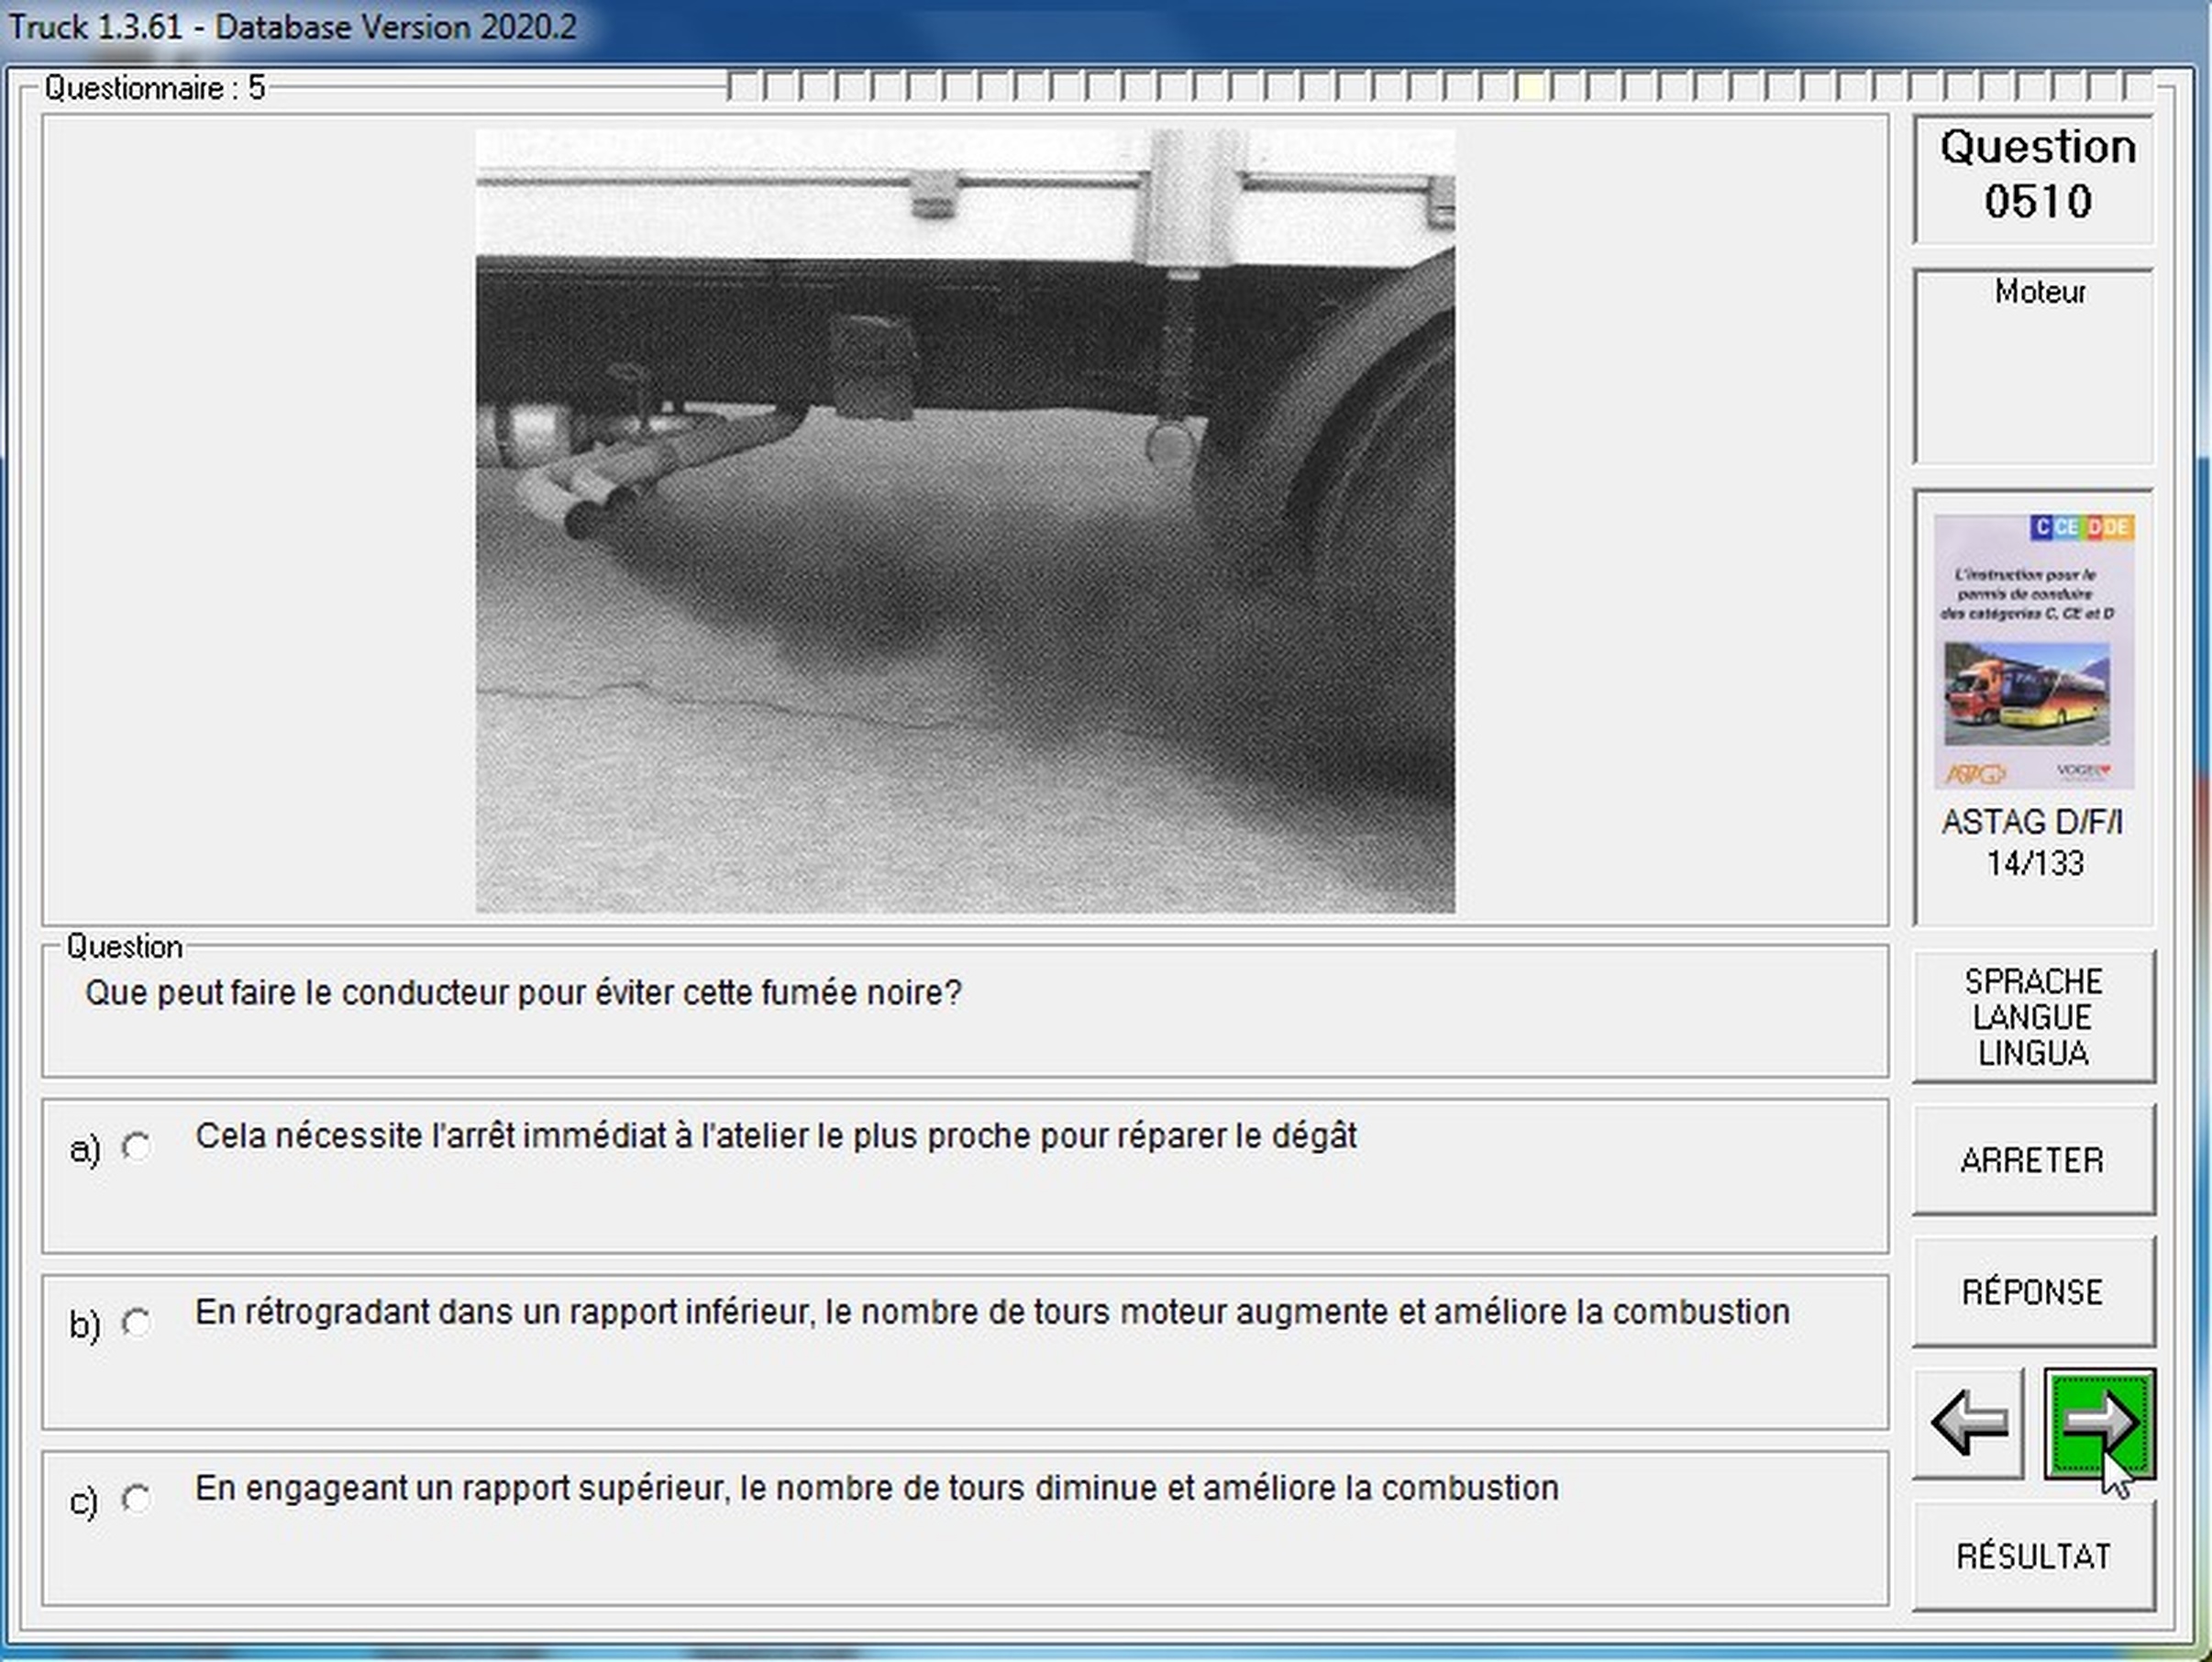 Truck 1.3.61 - Database Version 2020.2
Questionnaire : 5
Question
0510
Moteur
C CE D DE
L'instruction pour le
permis de conduire
des catégories C, CE et D
ASTAG
VOGEL
ASTAG D/F/I
14/133
Question
Que peut faire le conducteur pour éviter cette fumée noire?
a) Cela nécessite l'arrêt immédiat à l'atelier le plus proche pour réparer le dégât
b) En rétrogradant dans un rapport inférieur, le nombre de tours moteur augmente et améliore la combustion
c) En engageant un rapport supérieur, le nombre de tours diminue et améliore la combustion
SPRACHE
LANGUE
LINGUA
ARRETER
RÉPONSE
RÉSULTAT